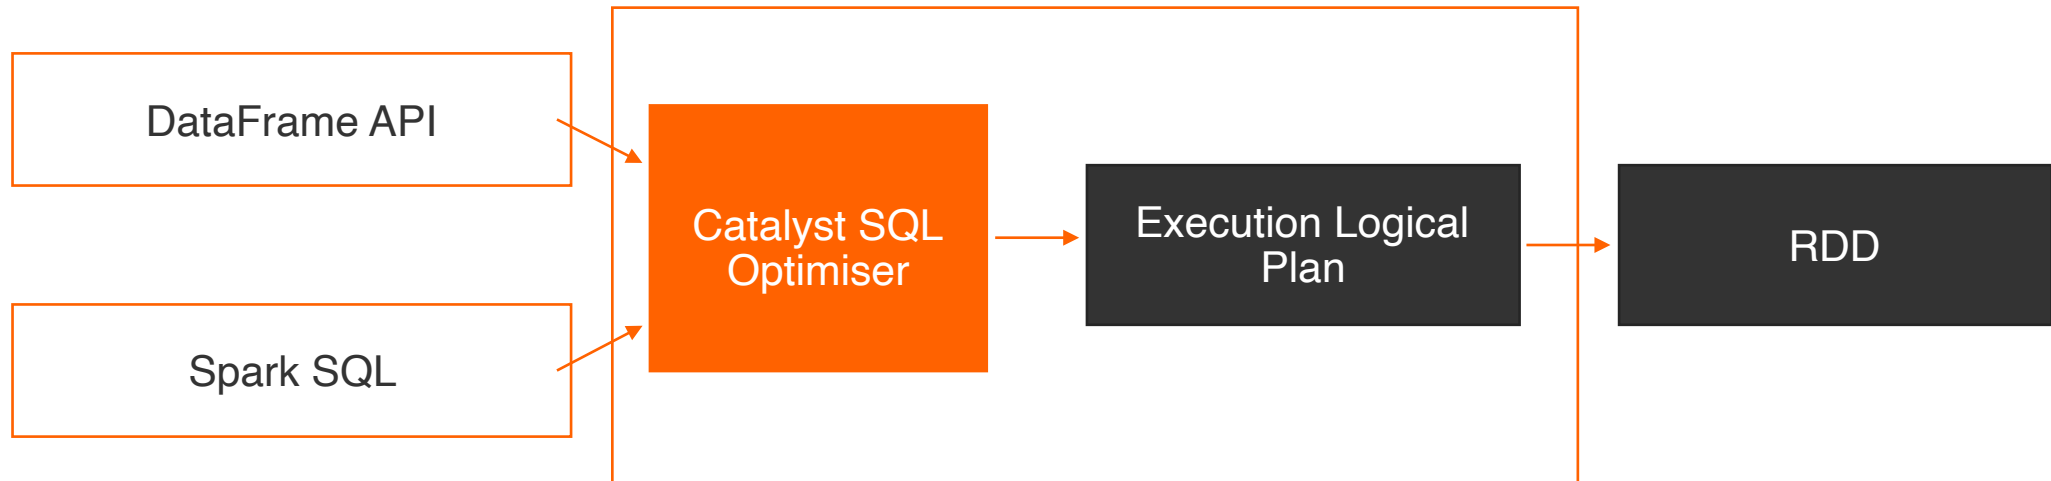 DataFrame API
Spark SQL
Catalyst SQL
Optimiser
Execution Logical
Plan
RDD